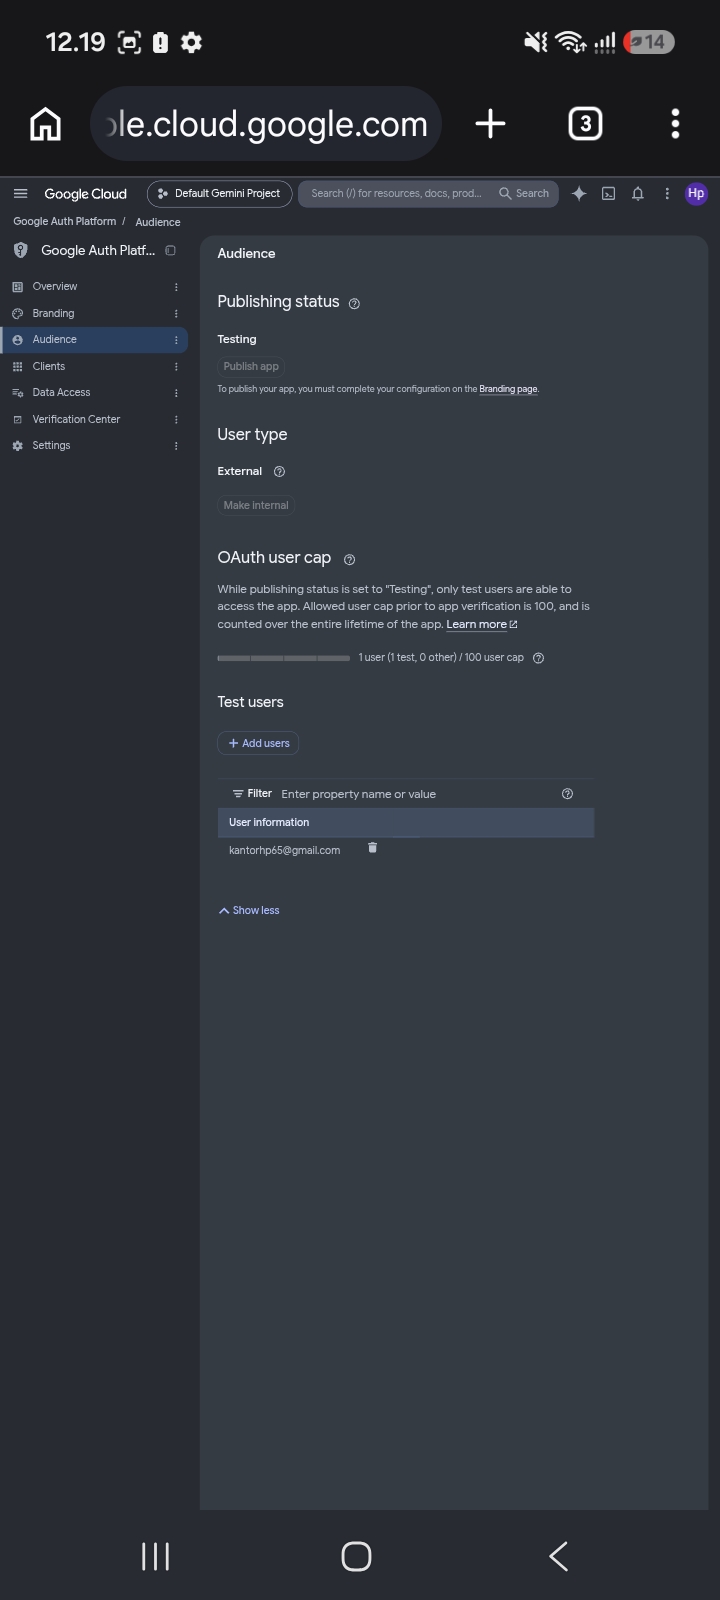 12.19
14
le.cloud.google.com
3
Google Cloud
Default Gemini Project
Search (/) for resources, docs, prod...
Search
Hp
Google Auth Platform / Audience
Google Auth Platf...
Overview
Branding
Audience
Clients
Data Access
Verification Center
Settings
Audience
Publishing status
Testing
Publish app
To publish your app, you must complete your configuration on the Branding page.
User type
External
Make internal
OAuth user cap
While publishing status is set to "Testing", only test users are able to
access the app. Allowed user cap prior to app verification is 100, and is
counted over the entire lifetime of the app. Learn more
1 user (1 test, 0 other) / 100 user cap
Test users
+ Add users
Filter Enter property name or value
User information
kantorhp65@gmail.com
Show less